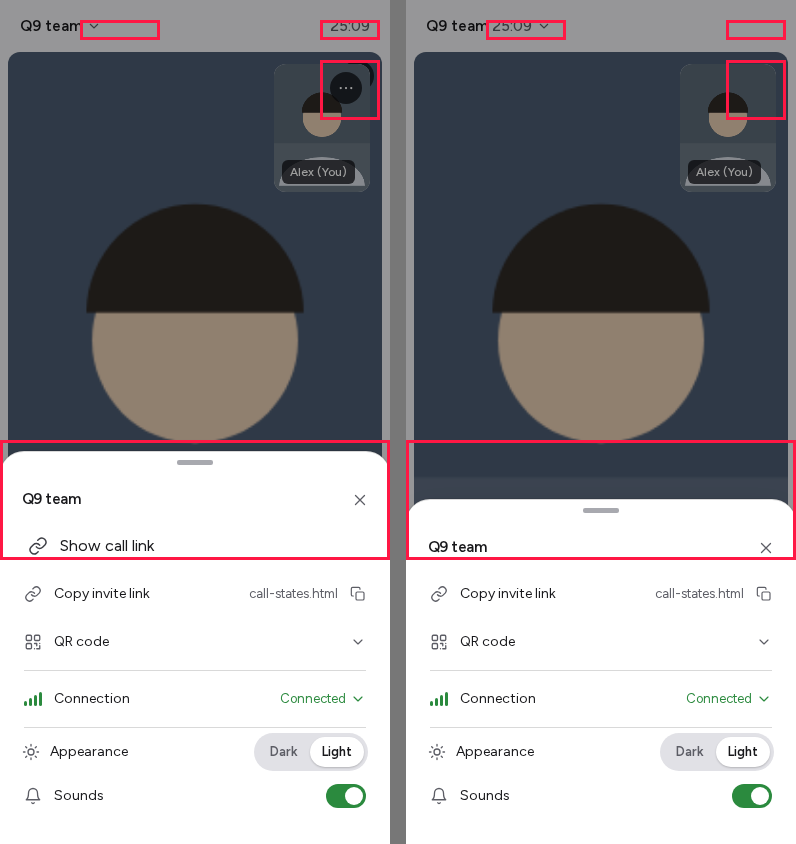 Q9 team
25:09
Alex (You)
Q9 team
Show call link
Copy invite link call-states.html
QR code
Connection Connected
Appearance Dark Light
Sounds
Q9 team 25:09
Alex (You)
Q9 team
Copy invite link call-states.html
QR code
Connection Connected
Appearance Dark Light
Sounds